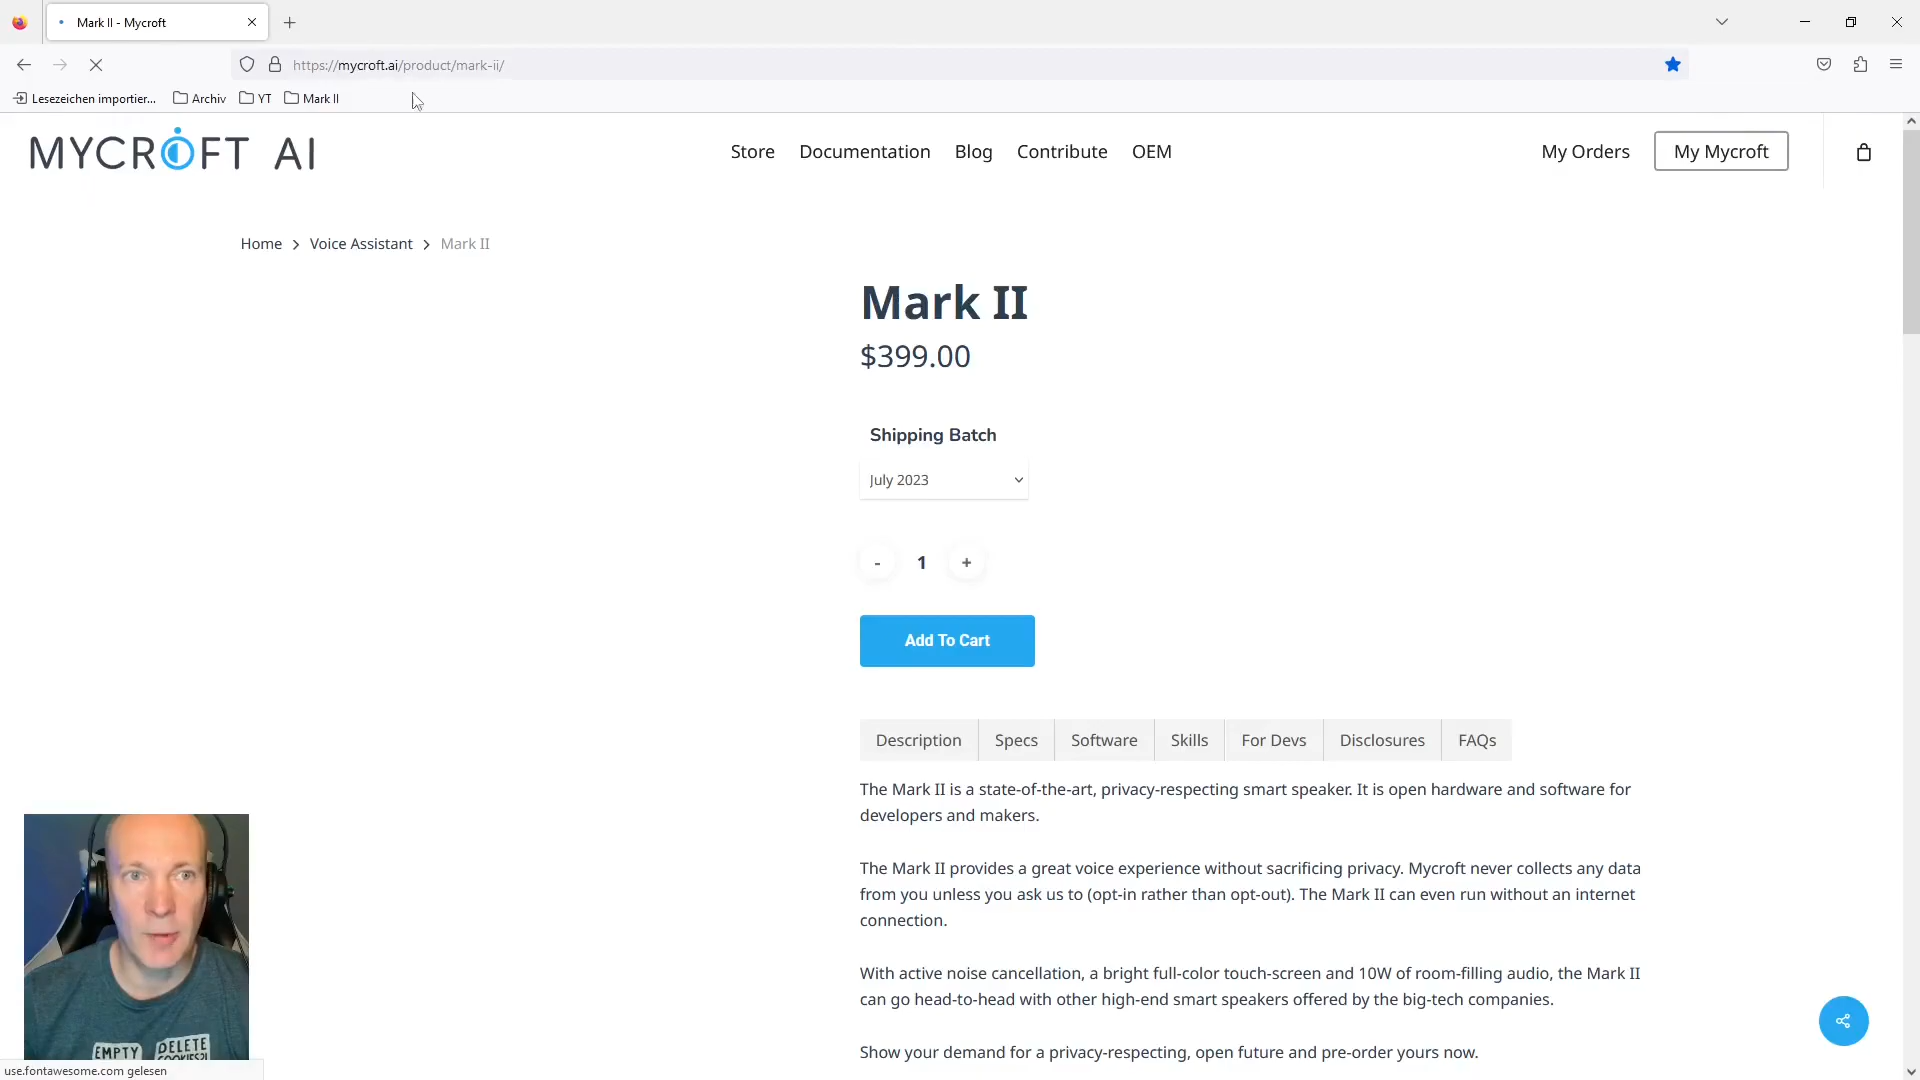 Mark II - Mycroft
https://mycroft.ai/product/mark-ii/
Lesezeichen importier... Archiv YT Mark II
MYCROFT AI
Store Documentation Blog Contribute OEM My Orders My Mycroft
Home > Voice Assistant > Mark II
Mark II
$399.00
Shipping Batch
July 2023
- 1 +
Add To Cart
Description Specs Software Skills For Devs Disclosures FAQs
The Mark II is a state-of-the-art, privacy-respecting smart speaker. It is open hardware and software for
developers and makers.
The Mark II provides a great voice experience without sacrificing privacy. Mycroft never collects any data
from you unless you ask us to (opt-in rather than opt-out). The Mark II can even run without an internet
connection.
With active noise cancellation, a bright full-color touch-screen and 10W of room-filling audio, the Mark II
can go head-to-head with other high-end smart speakers offered by the big-tech companies.
Show your demand for a privacy-respecting, open future and pre-order yours now.
EMPTY DELETE
COOKIES?!
use.fontawesome.com gelesen